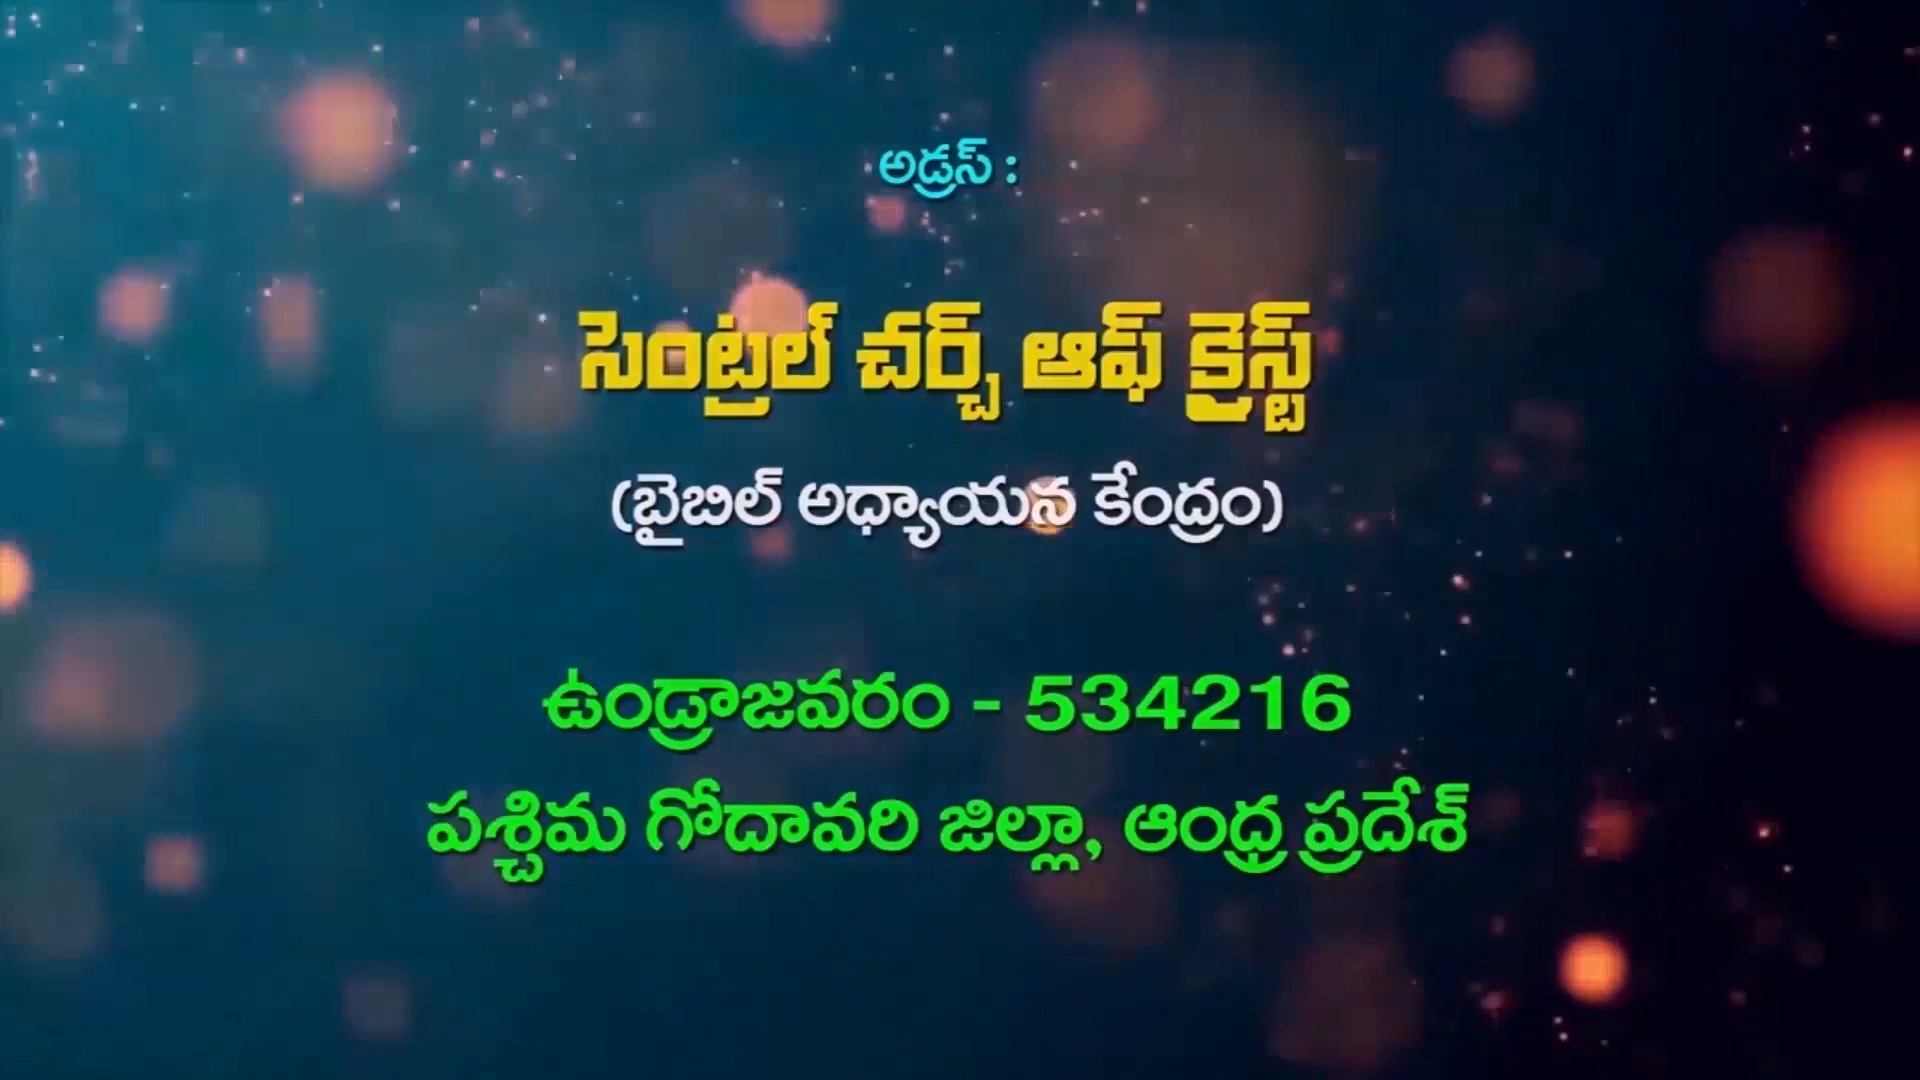 అడ్రస్ :
సెంట్రల్ చర్చ్ ఆఫ్ క్రైస్ట్
(బైబిల్ అధ్యాయన కేంద్రం)
ఉండ్రాజవరం - 534216
పశ్చిమ గోదావరి జిల్లా, ఆంధ్ర ప్రదేశ్